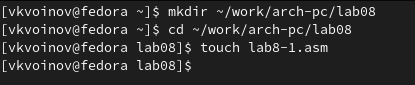 [vkvoinov@fedora ~]$ mkdir ~/work/arch-pc/lab08
[vkvoinov@fedora ~]$ cd ~/work/arch-pc/lab08
[vkvoinov@fedora lab08]$ touch lab8-1.asm
[vkvoinov@fedora lab08]$